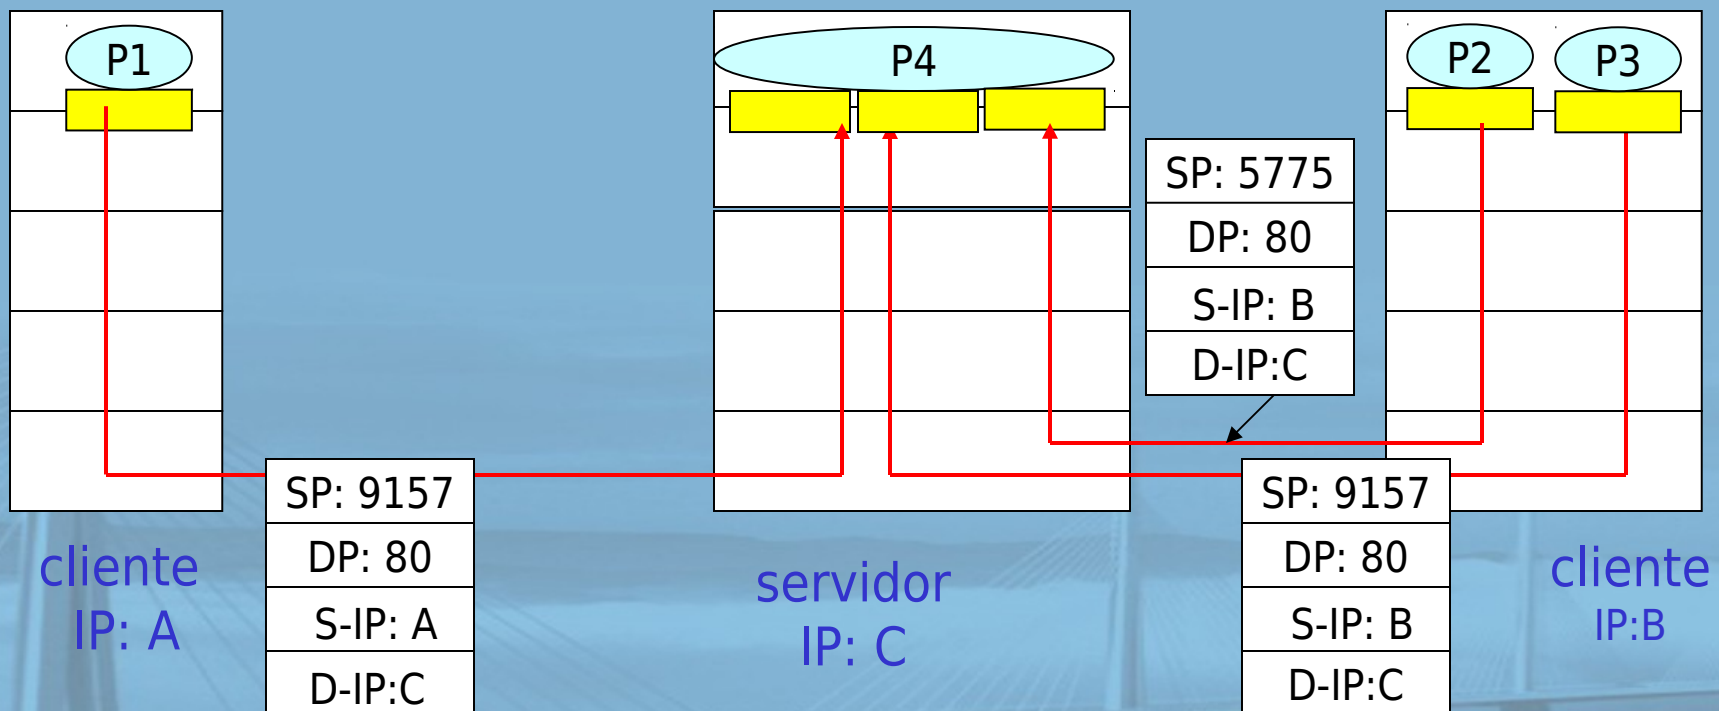 P1
P4
P2
P3
SP: 5775
DP: 80
S-IP: B
D-IP:C
SP: 9157
DP: 80
S-IP: A
D-IP:C
SP: 9157
DP: 80
S-IP: B
D-IP:C
cliente
IP: A
servidor
IP: C
cliente
IP:B